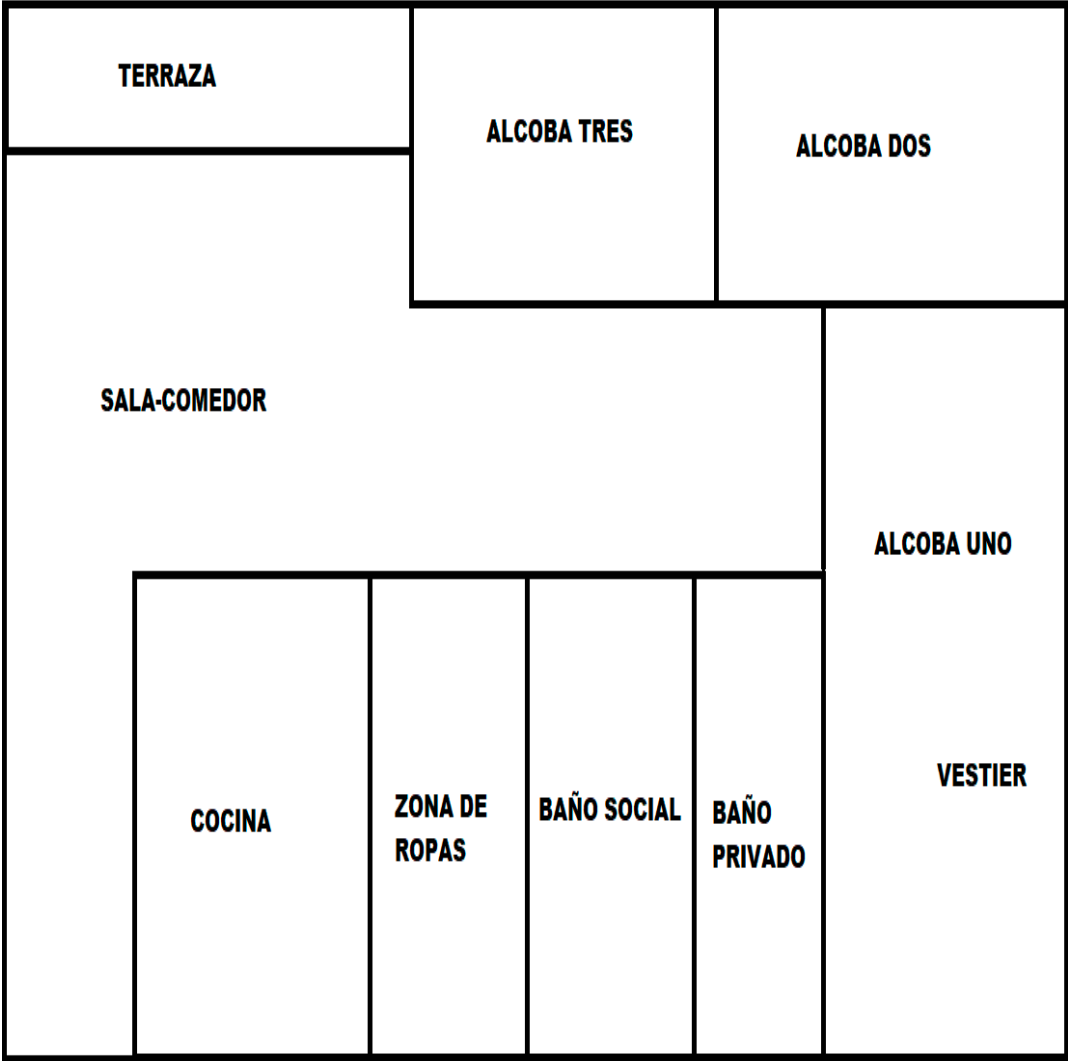 TERRAZA
ALCOBA TRES
ALCOBA DOS
SALA-COMEDOR
ALCOBA UNO
VESTIER
COCINA
ZONA DE
ROPAS
BAÑO SOCIAL
BAÑO
PRIVADO